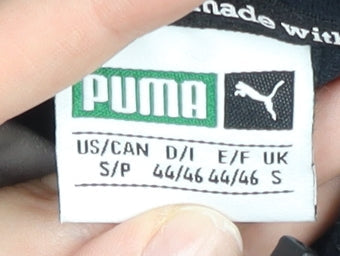 made with
PUMA
US/CAN D/I E/F UK
S/P 44/46 44/46 S